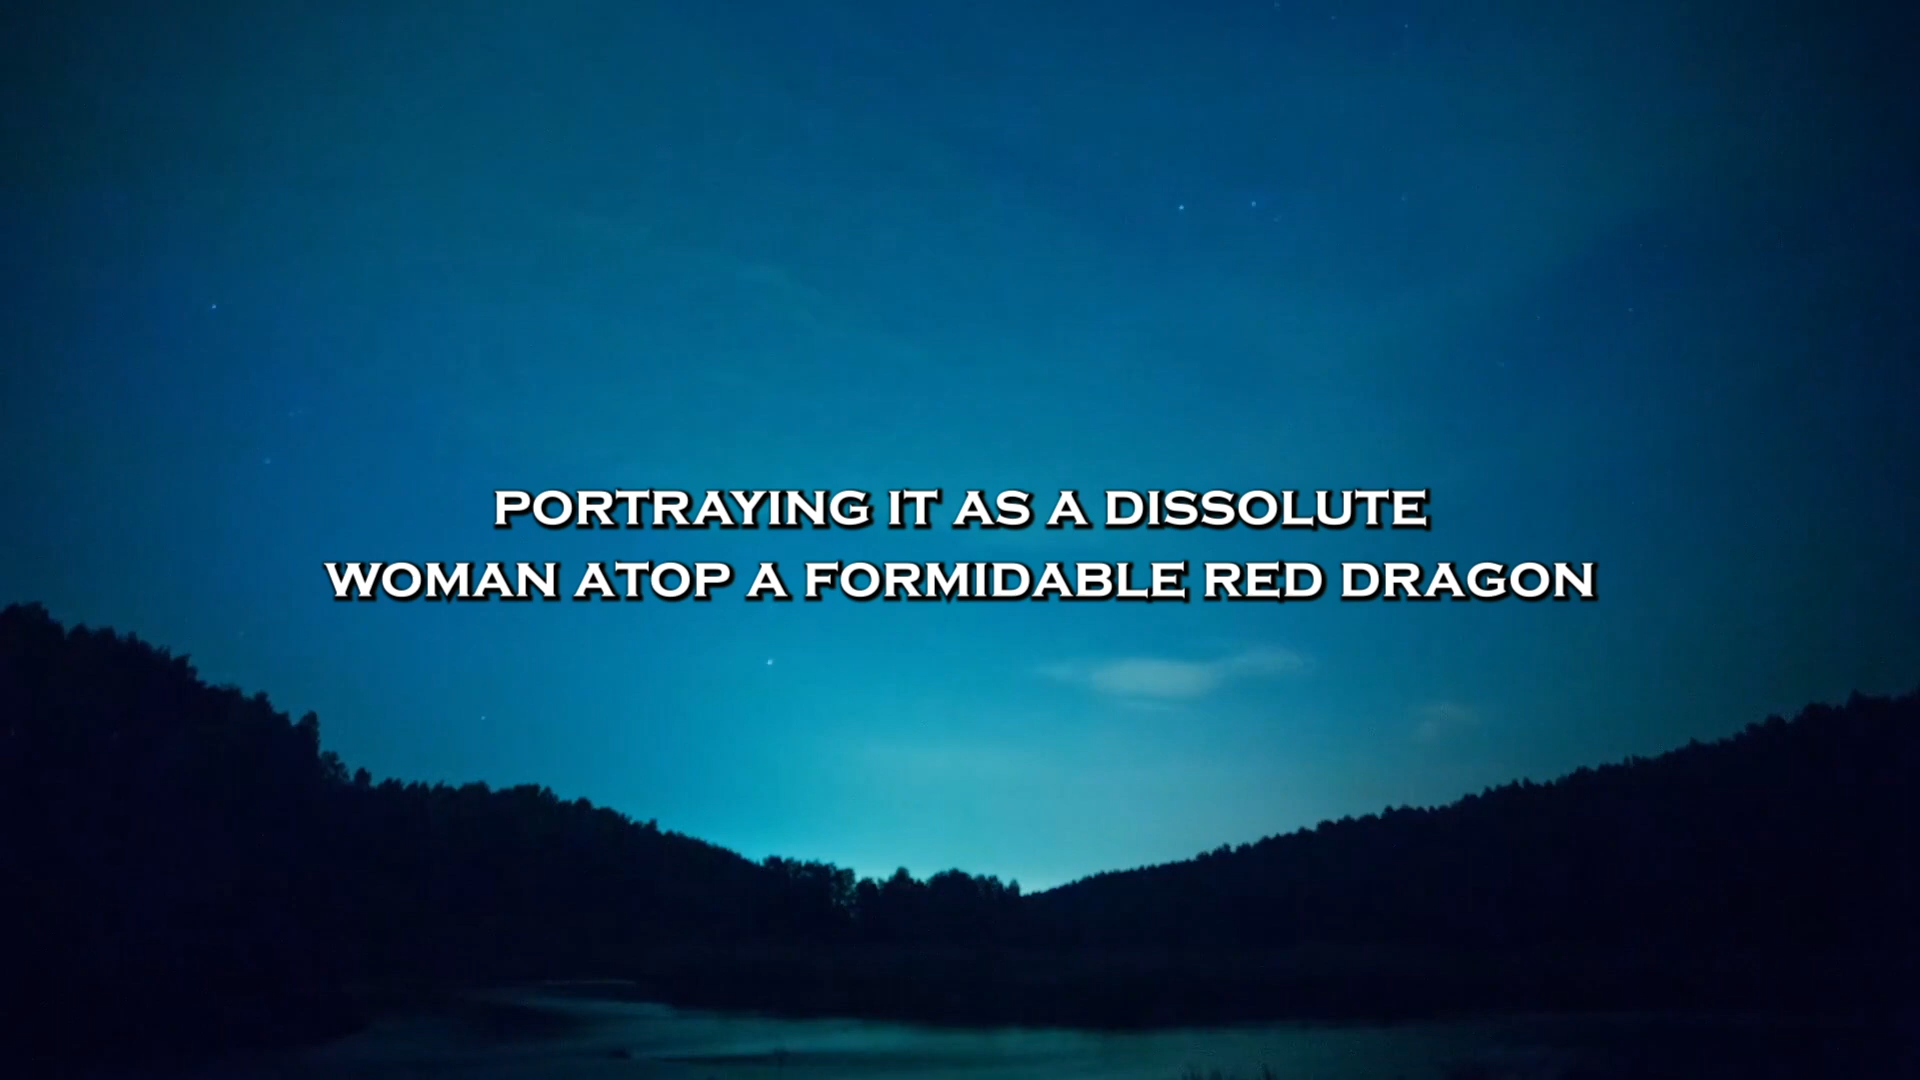 PORTRAYING IT AS A DISSOLUTE
WOMAN ATOP A FORMIDABLE RED DRAGON